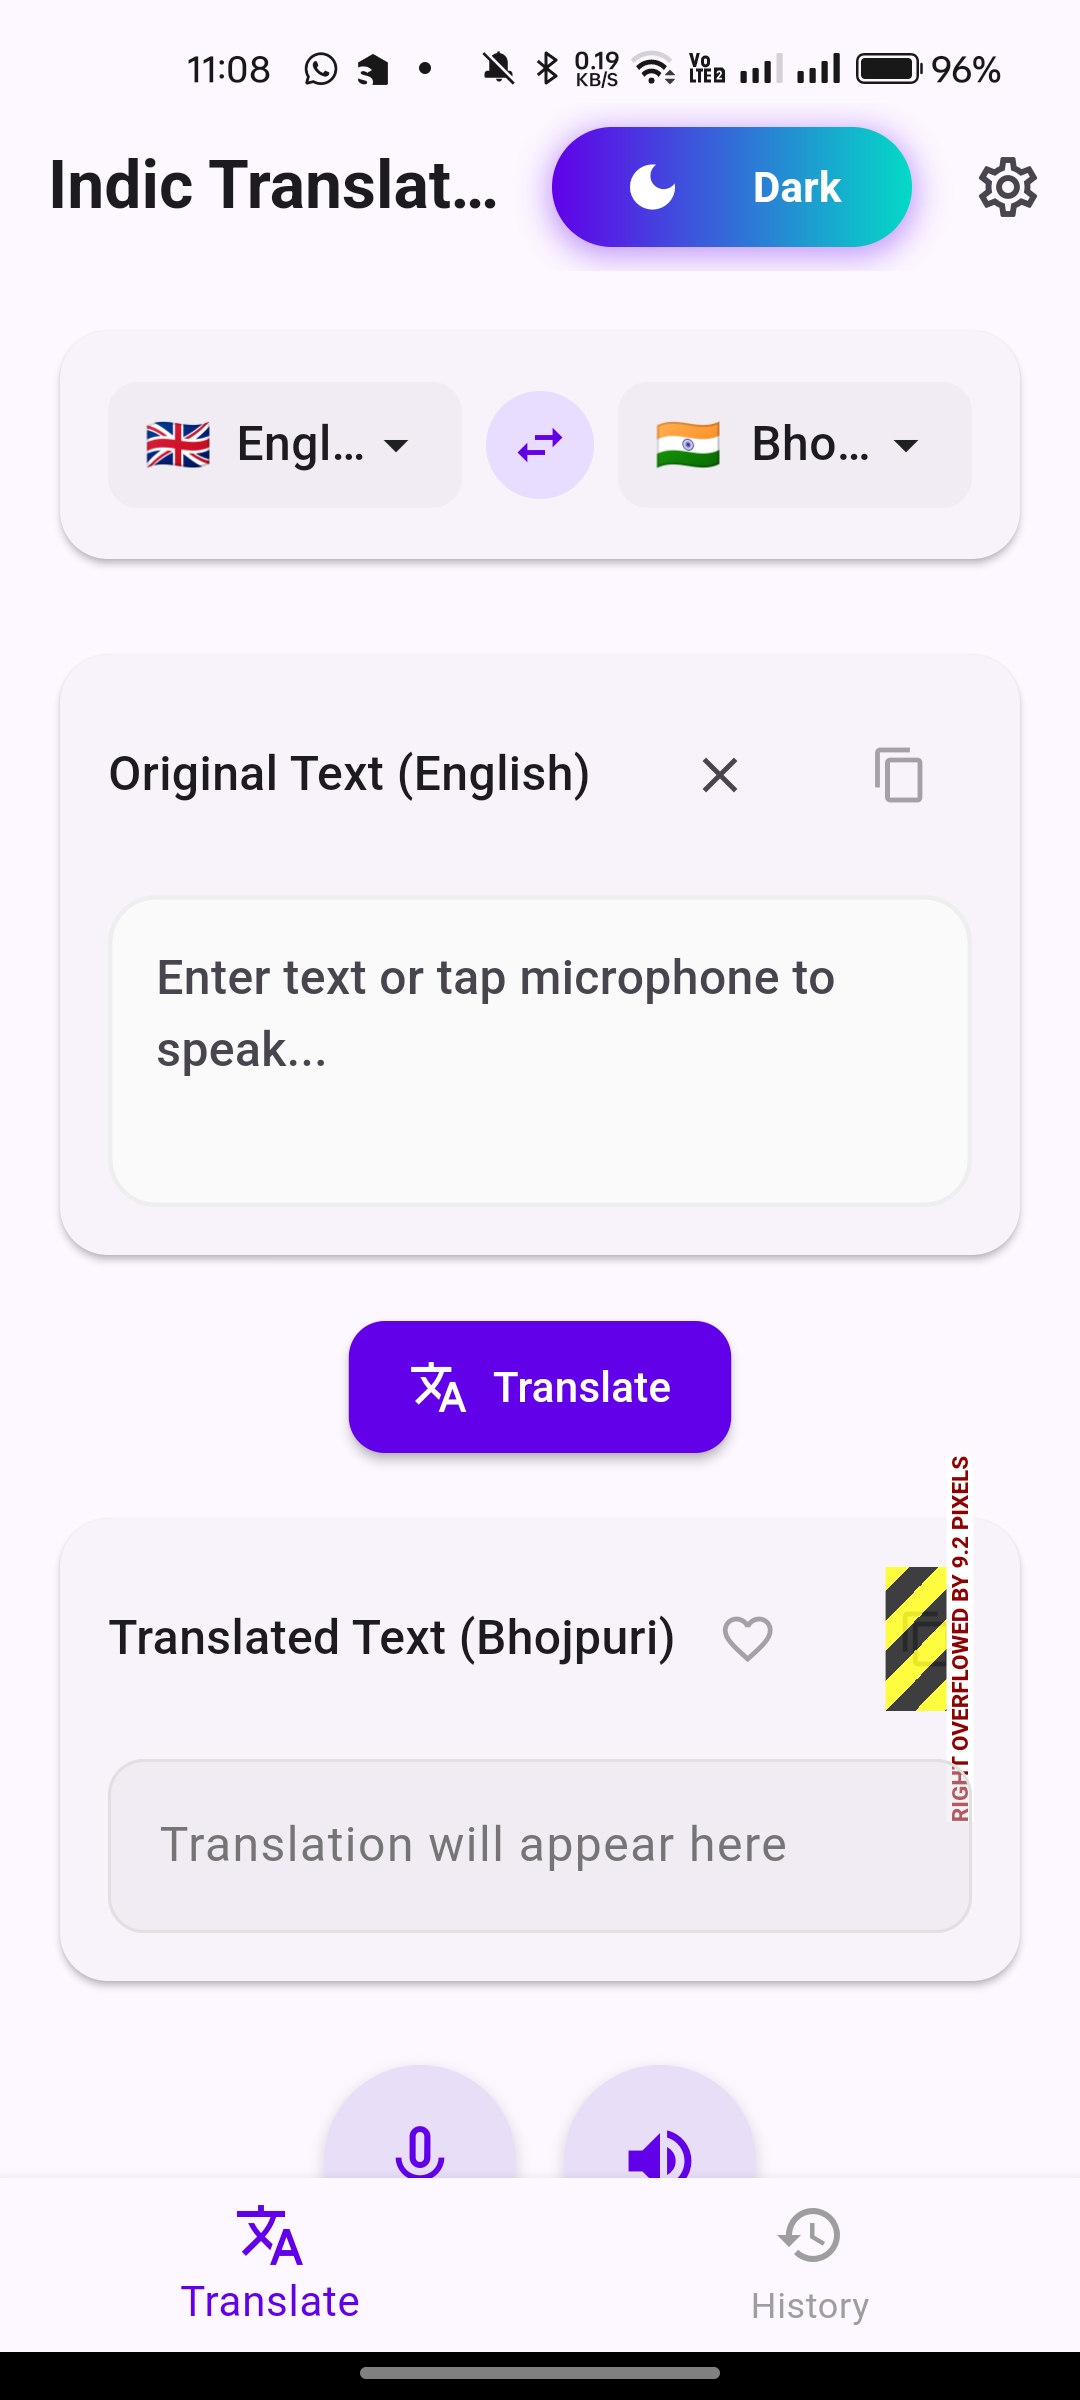 11:08 0.19 KB/S Vo LTE2 96%
Indic Translat... Dark
Engl... Bho...
Original Text (English)
Enter text or tap microphone to
speak...
Translate
Translated Text (Bhojpuri)
RIGHT OVERFLOWED BY 9.2 PIXELS
Translation will appear here
Translate History